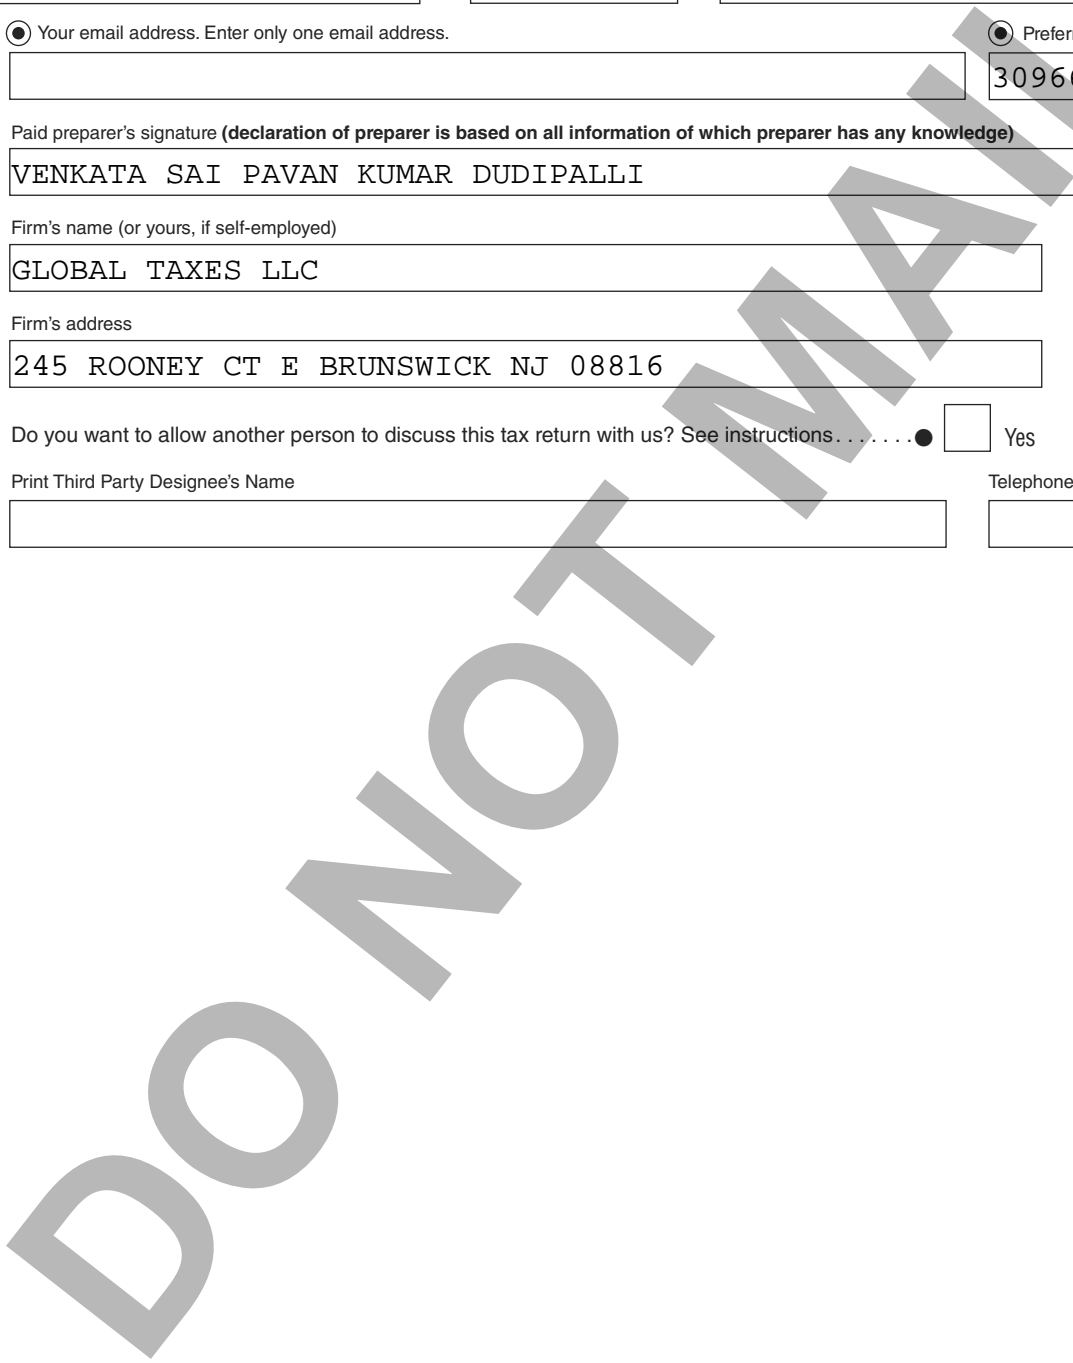 Your email address. Enter only one email address.
Prefer
3096
Paid preparer's signature (declaration of preparer is based on all information of which preparer has any knowledge)
VENKATA SAI PAVAN KUMAR DUDIPALLI
Firm's name (or yours, if self-employed)
GLOBAL TAXES LLC
Firm's address
245 ROONEY CT E BRUNSWICK NJ 08816
Do you want to allow another person to discuss this tax return with us? See instructions.......● Yes
Print Third Party Designee's Name
Telephone
DO NOT MAIL